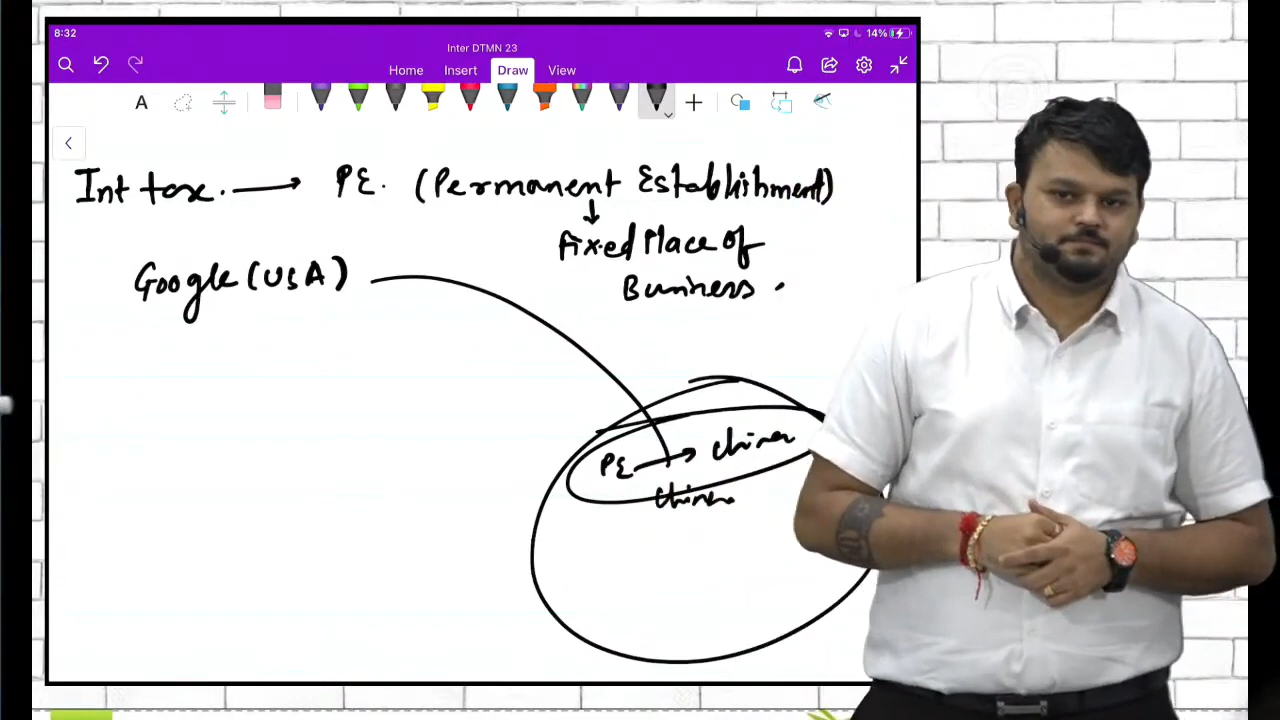 8:32
14%
Inter DTMN 23
Home Insert Draw View
A
Int tax. → PE. (Permanent Establishment)
↓
Fixed Place of
Business.
Google (USA)
PE → China
China